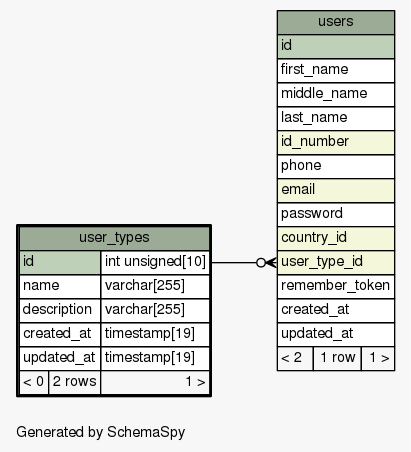 users
id
first_name
middle_name
last_name
id_number
phone
email
password
country_id
user_type_id
remember_token
created_at
updated_at
< 2 1 row 1 >
user_types
id int unsigned[10]
name varchar[255]
description varchar[255]
created_at timestamp[19]
updated_at timestamp[19]
< 0 2 rows 1 >
Generated by SchemaSpy